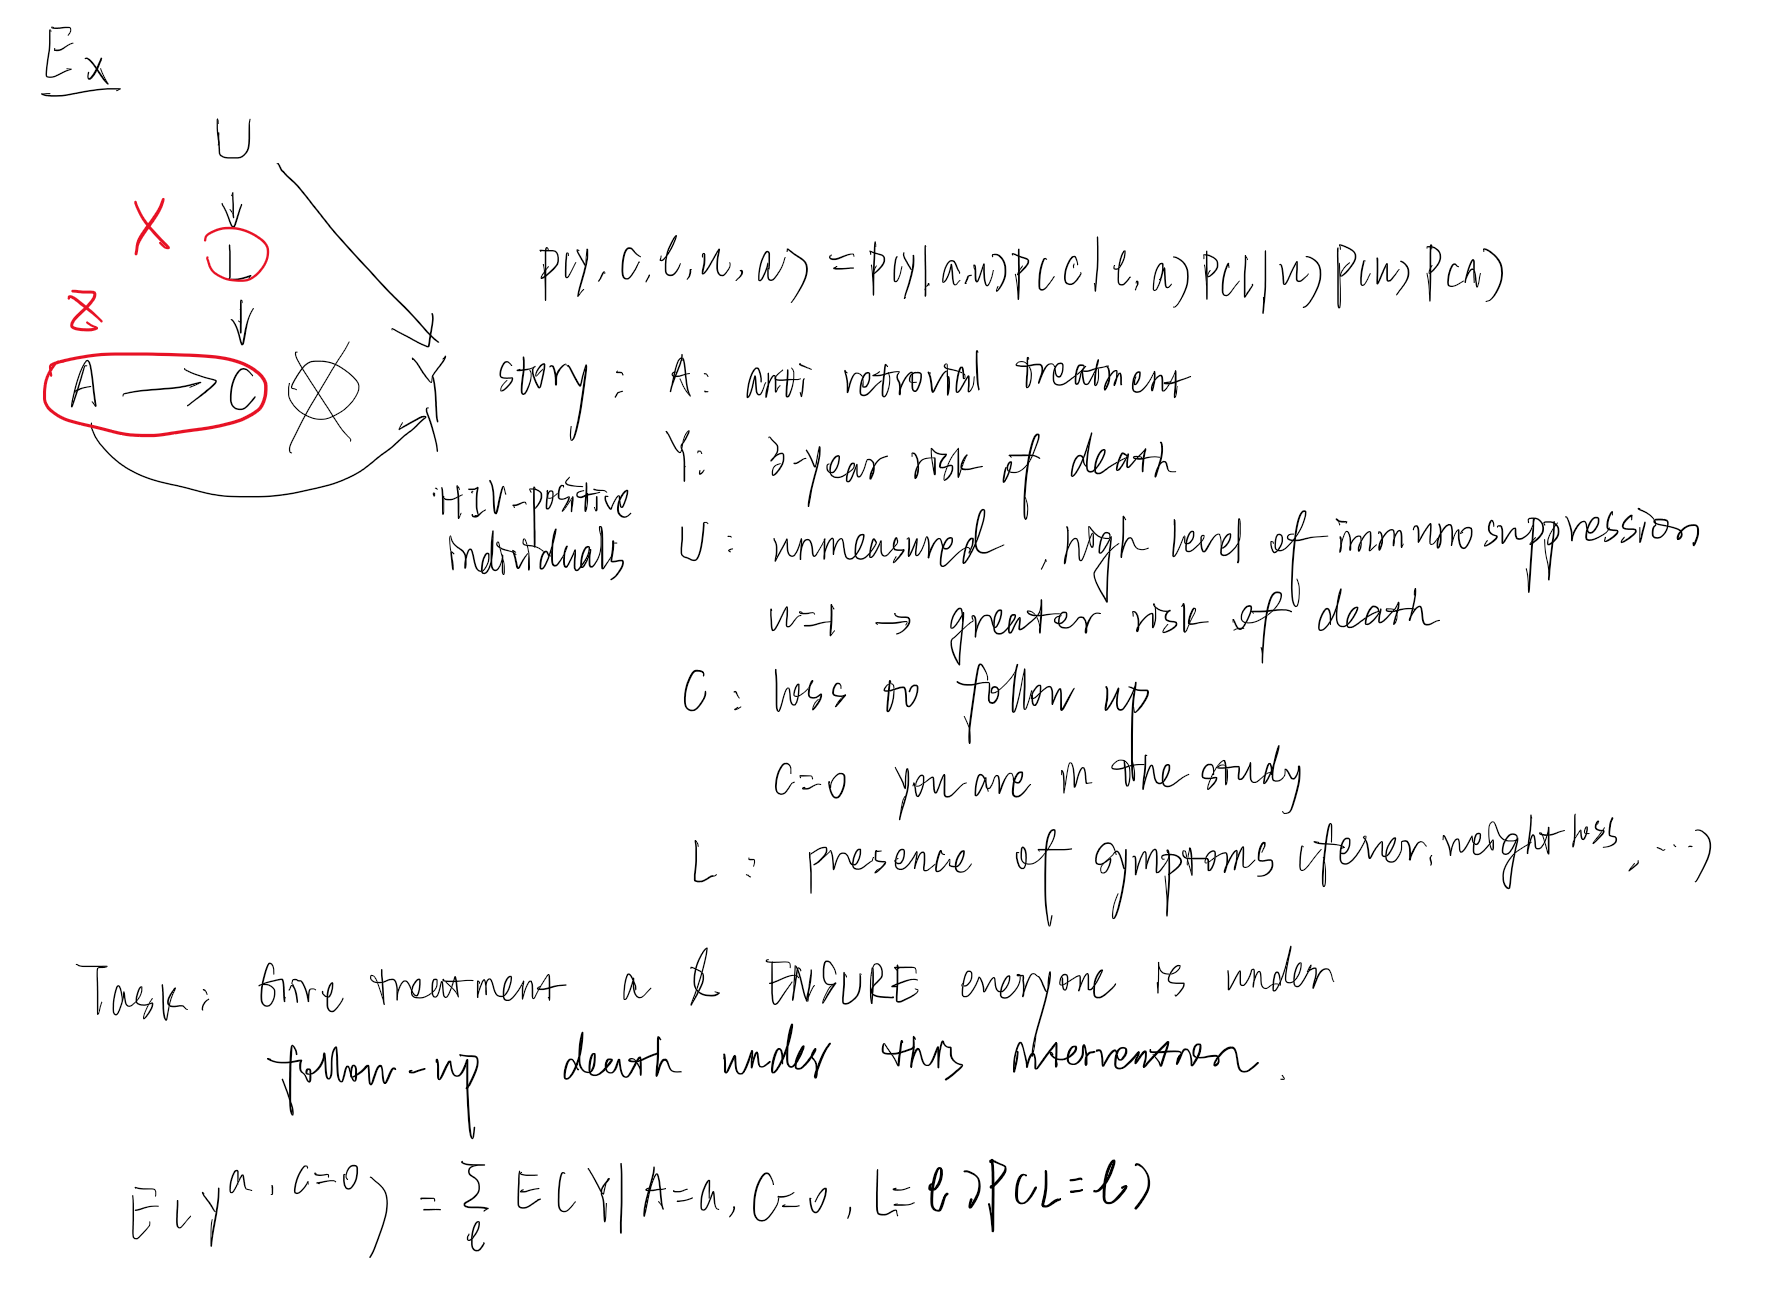 Ex
U
X
L
Z
A → C
Y
p(y, c, l, u, a) = p(y|a,u) p(c|l,a) p(l|u) p(u) p(A)
story : A: anti retrovial treatment
Y: 3-year risk of death
HIV-positive
individuals
U : unmeasured, high level of immunosuppression
u=1 → greater risk of death
C : loss to follow up
C=0 you are in the study
L : presence of symptoms (fever, weight loss, ...)
Task: Give treatment a & ENSURE everyone is under
follow-up death under this intervention.
E(Y^{a, c=0}) = Σ_l E(Y| A=a, C=0, L=l) P(L=l)